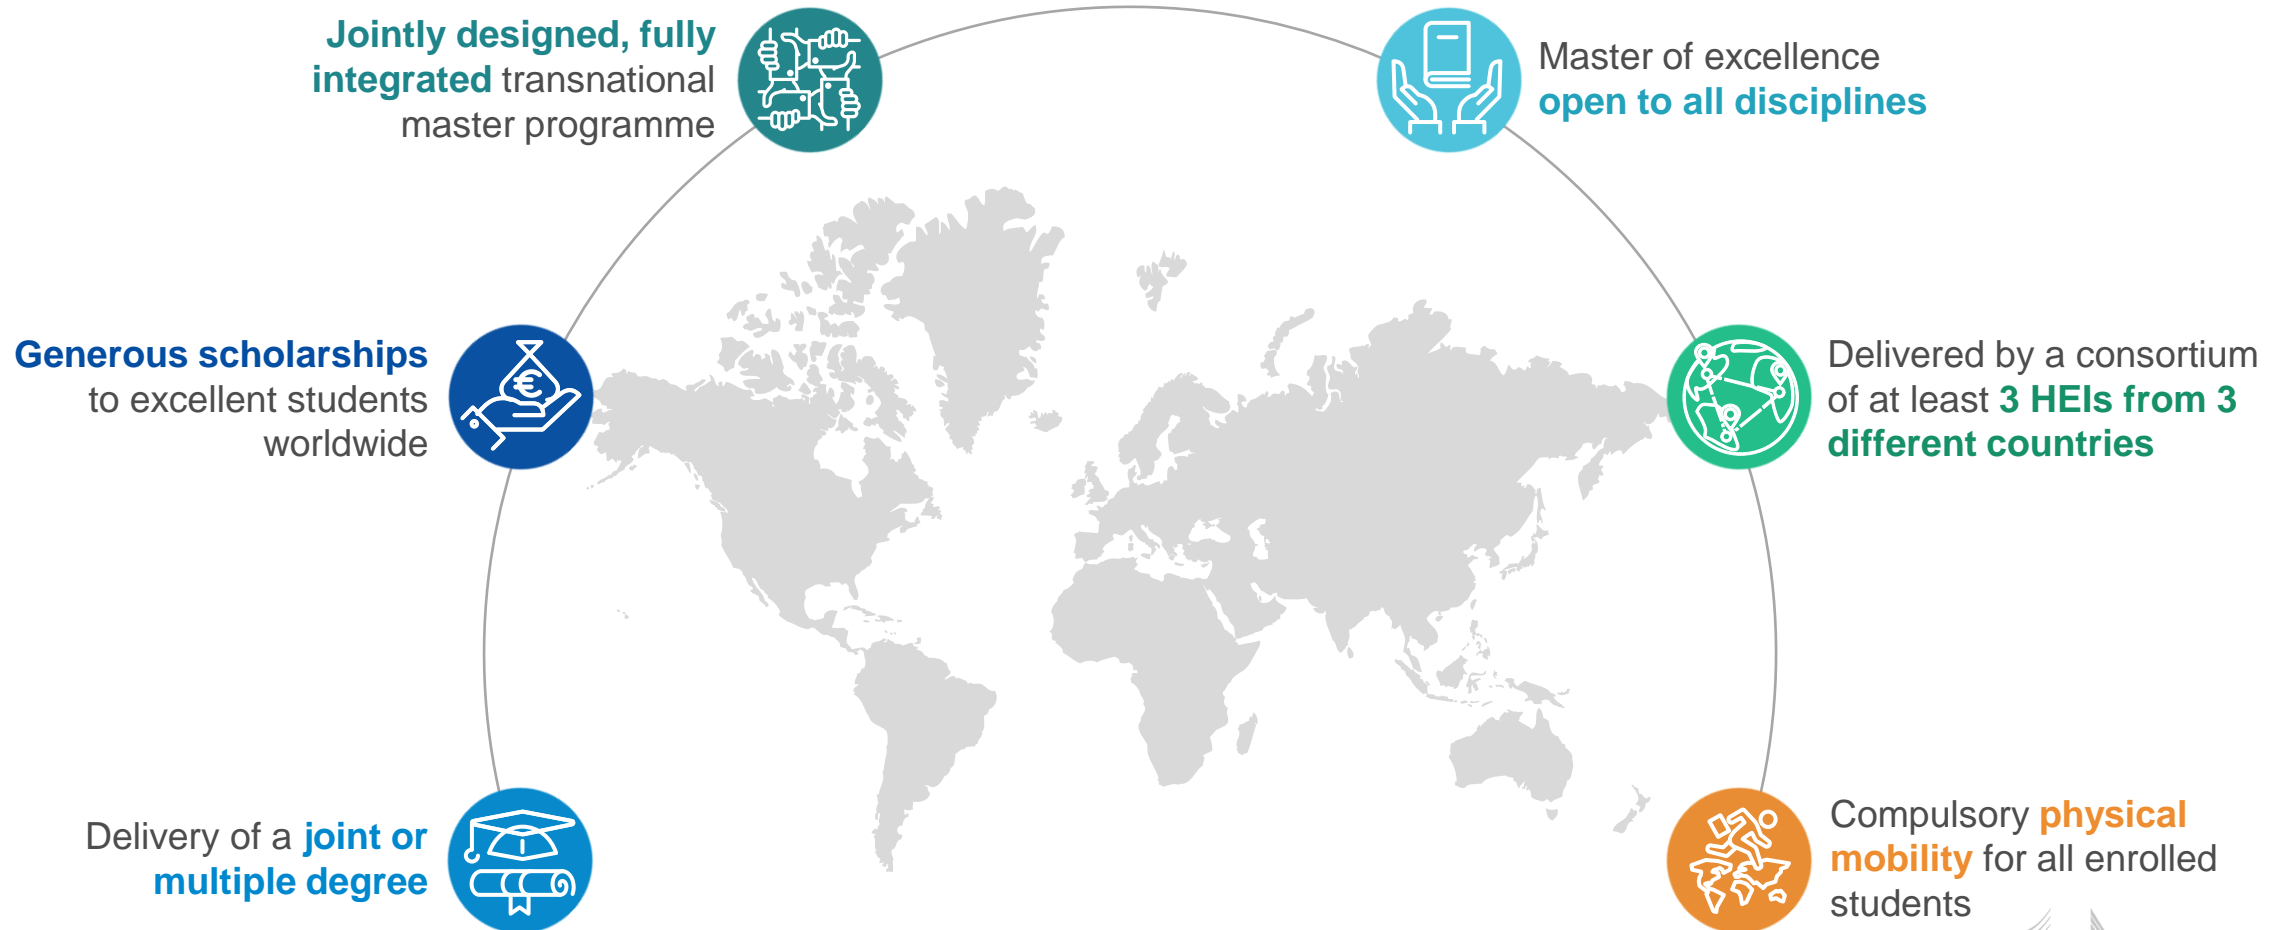 Jointly designed, fully
integrated transnational
master programme
Master of excellence
open to all disciplines
Generous scholarships
to excellent students
worldwide
€
Delivered by a consortium
of at least 3 HEIs from 3
different countries
Delivery of a joint or
multiple degree
Compulsory physical
mobility for all enrolled
students